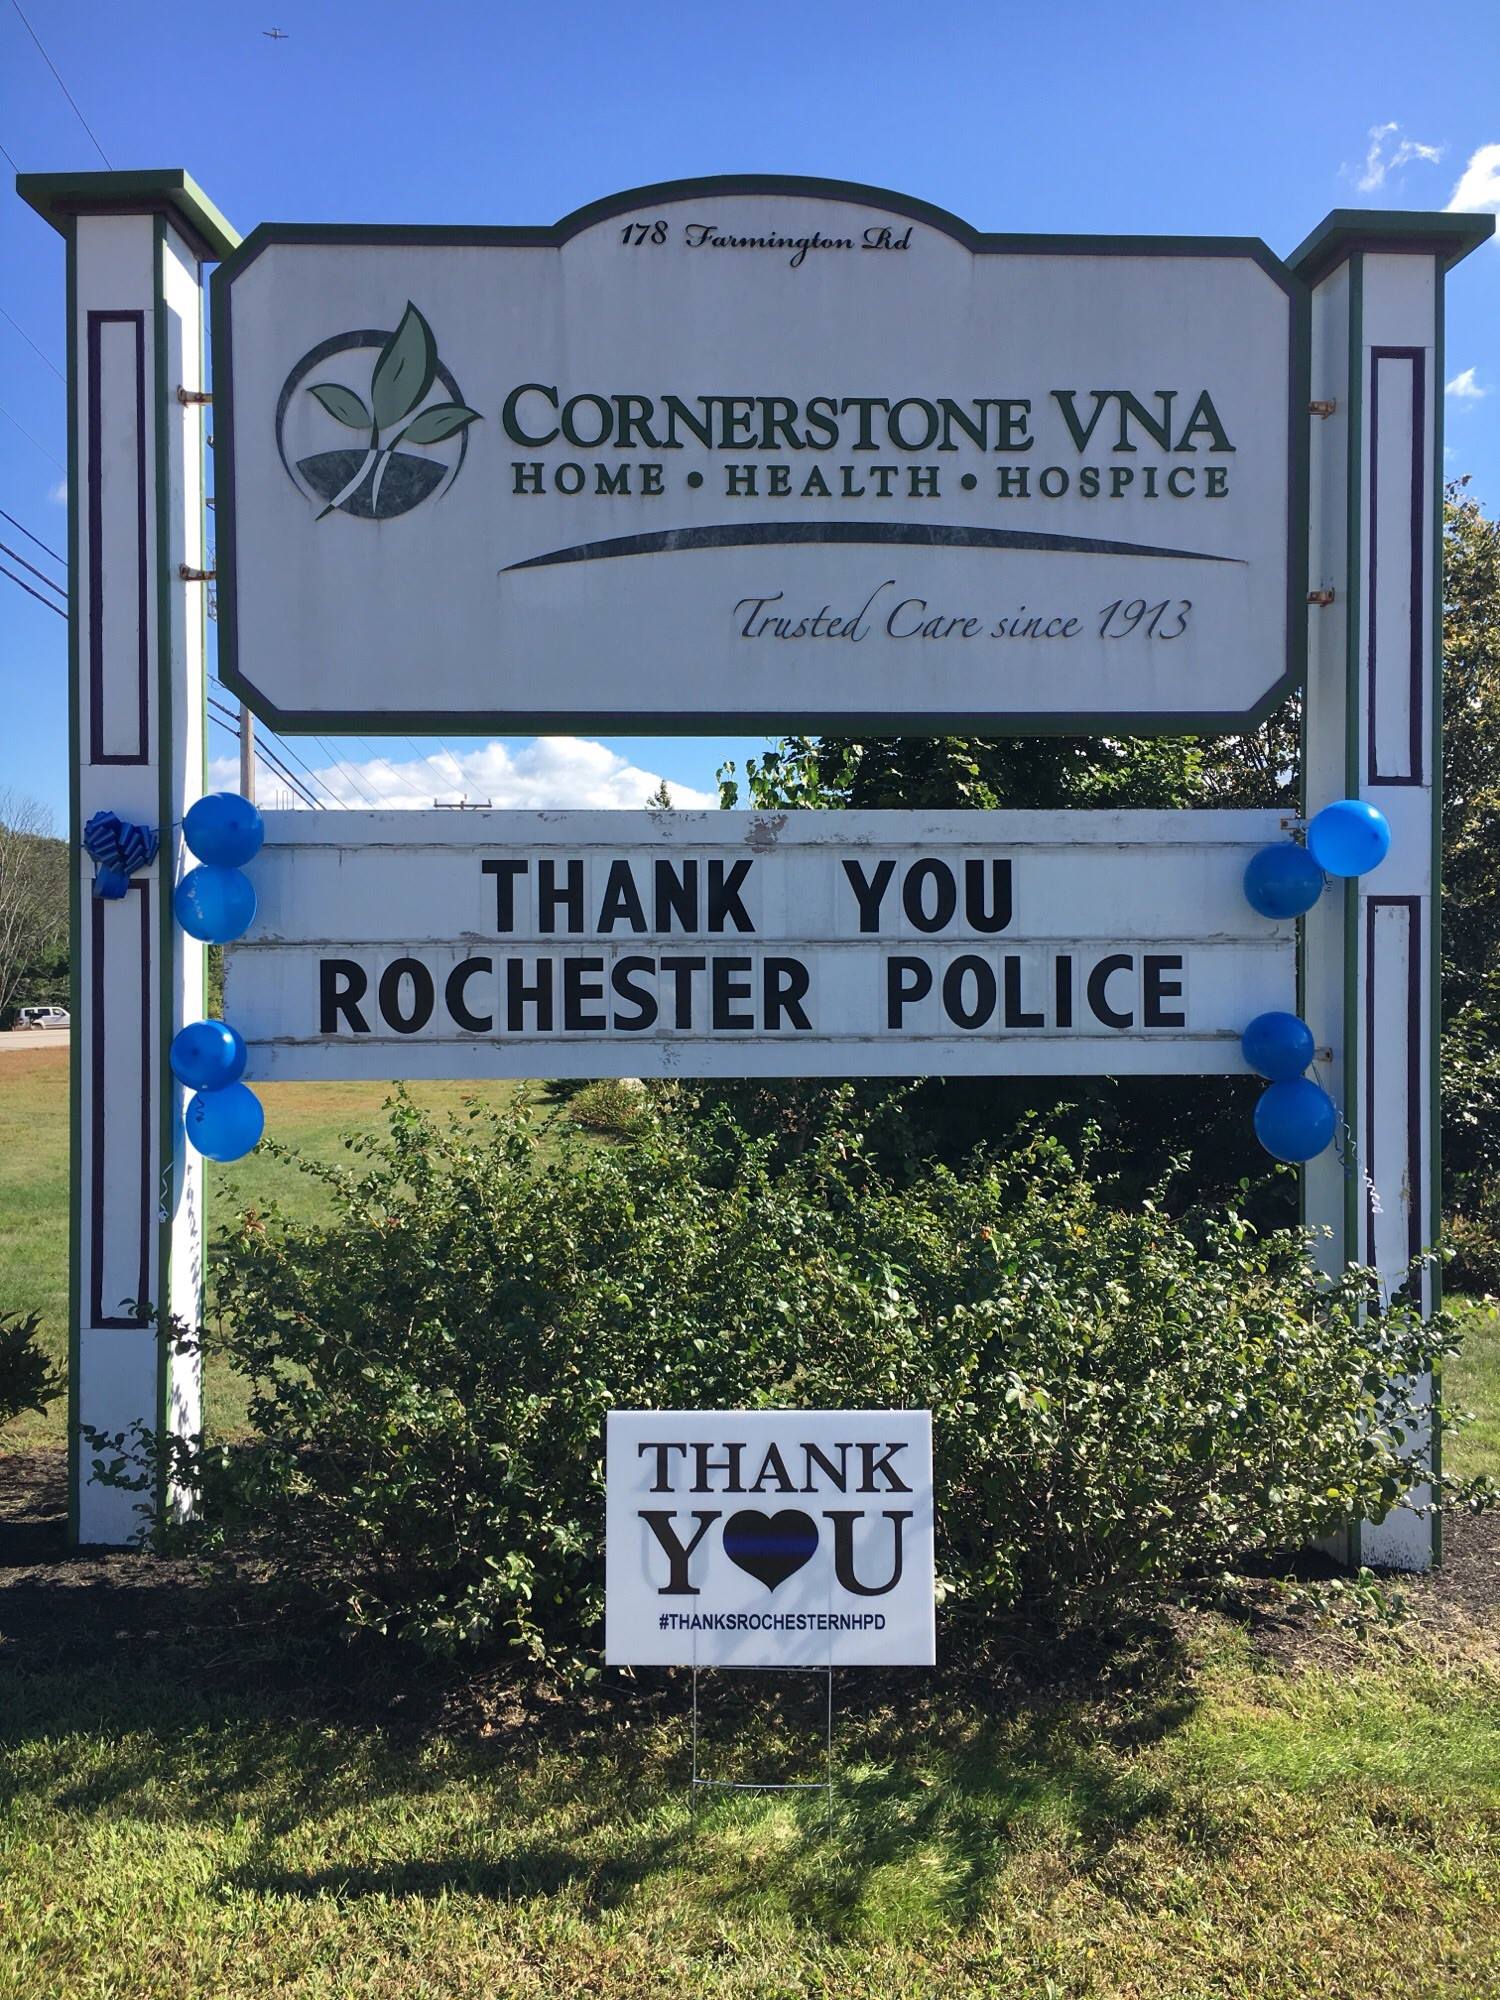 178 Farmington Rd
CORNERSTONE VNA
HOME • HEALTH • HOSPICE
Trusted Care since 1913
THANK YOU
ROCHESTER POLICE
THANK
YOU
#THANKSROCHESTERNHPD